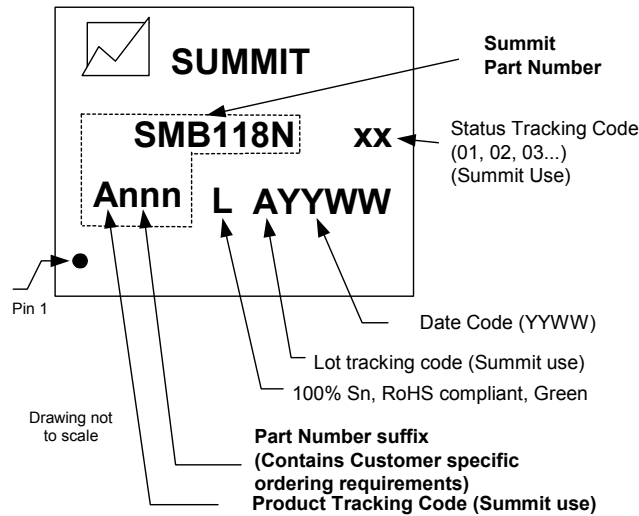 SUMMIT
Summit
Part Number
SMB118N xx
Status Tracking Code
(01, 02, 03...)
(Summit Use)
Annn L AYYWW
Pin 1
Date Code (YYWW)
Lot tracking code (Summit use)
100% Sn, RoHS compliant, Green
Drawing not
to scale
Part Number suffix
(Contains Customer specific
ordering requirements)
Product Tracking Code (Summit use)